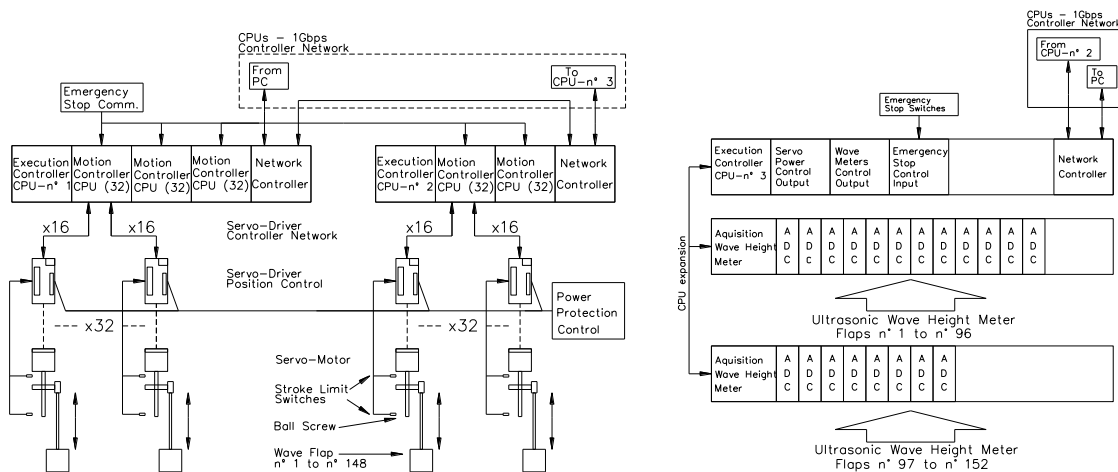 CPUs - 1Gbps
Controller Network
From
PC
To
CPU-n° 3
Emergency
Stop Comm.
Execution
Controller
CPU-n° 1
Motion
Controller
CPU (32)
Motion
Controller
CPU (32)
Motion
Controller
CPU (32)
Network
Controller
Execution
Controller
CPU-n° 2
Motion
Controller
CPU (32)
Motion
Controller
CPU (32)
Network
Controller
x16
x16
Servo-Driver
Controller Network
x16
x16
Servo-Driver
Position Control
x32
x32
Power
Protection
Control
Servo-Motor
Stroke Limit
Switches
Ball Screw
Wave Flap
n° 1 to n° 148
CPUs - 1Gbps
Controller Network
From
CPU-n° 2
To
PC
Emergency
Stop Switches
Execution
Controller
CPU-n° 3
Servo
Power
Control
Output
Wave
Meters
Control
Output
Emergency
Stop
Control
Input
Network
Controller
CPU expansion
Aquisition
Wave Height
Meter
A A A A A A A A A A A A
D D D D D D D D D D D D
C C C C C C C C C C C C
Ultrasonic Wave Height Meter
Flaps n° 1 to n° 96
Aquisition
Wave Height
Meter
A A A A A A A A
D D D D D D D D
C C C C C C C C
Ultrasonic Wave Height Meter
Flaps n° 97 to n° 152